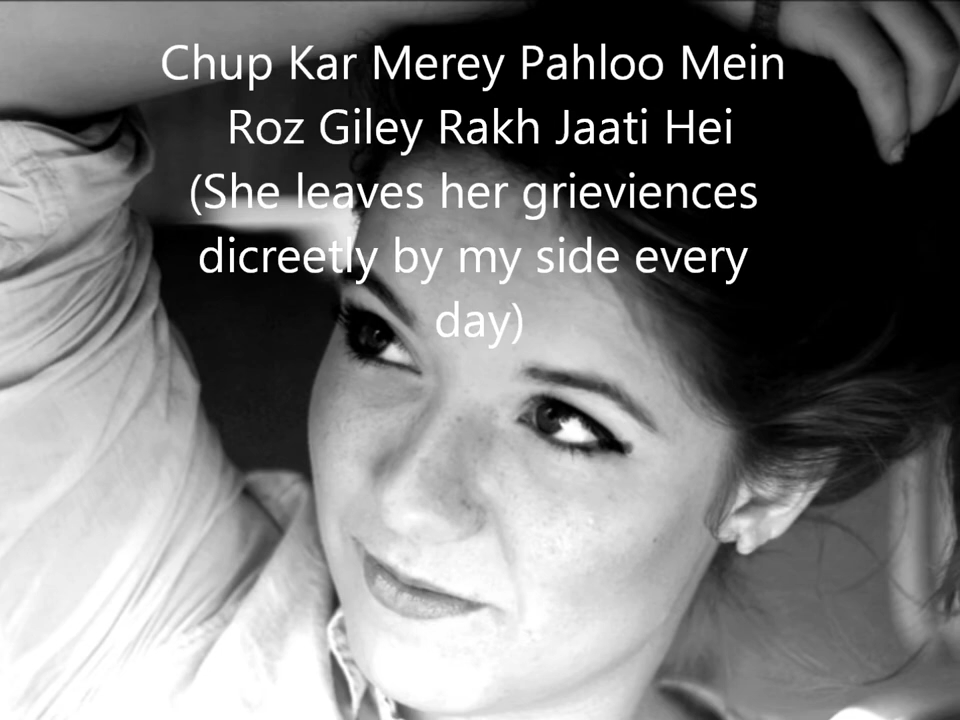 Chup Kar Merey Pahloo Mein
Roz Giley Rakh Jaati Hei
(She leaves her grieviences
dicreetly by my side every
day)